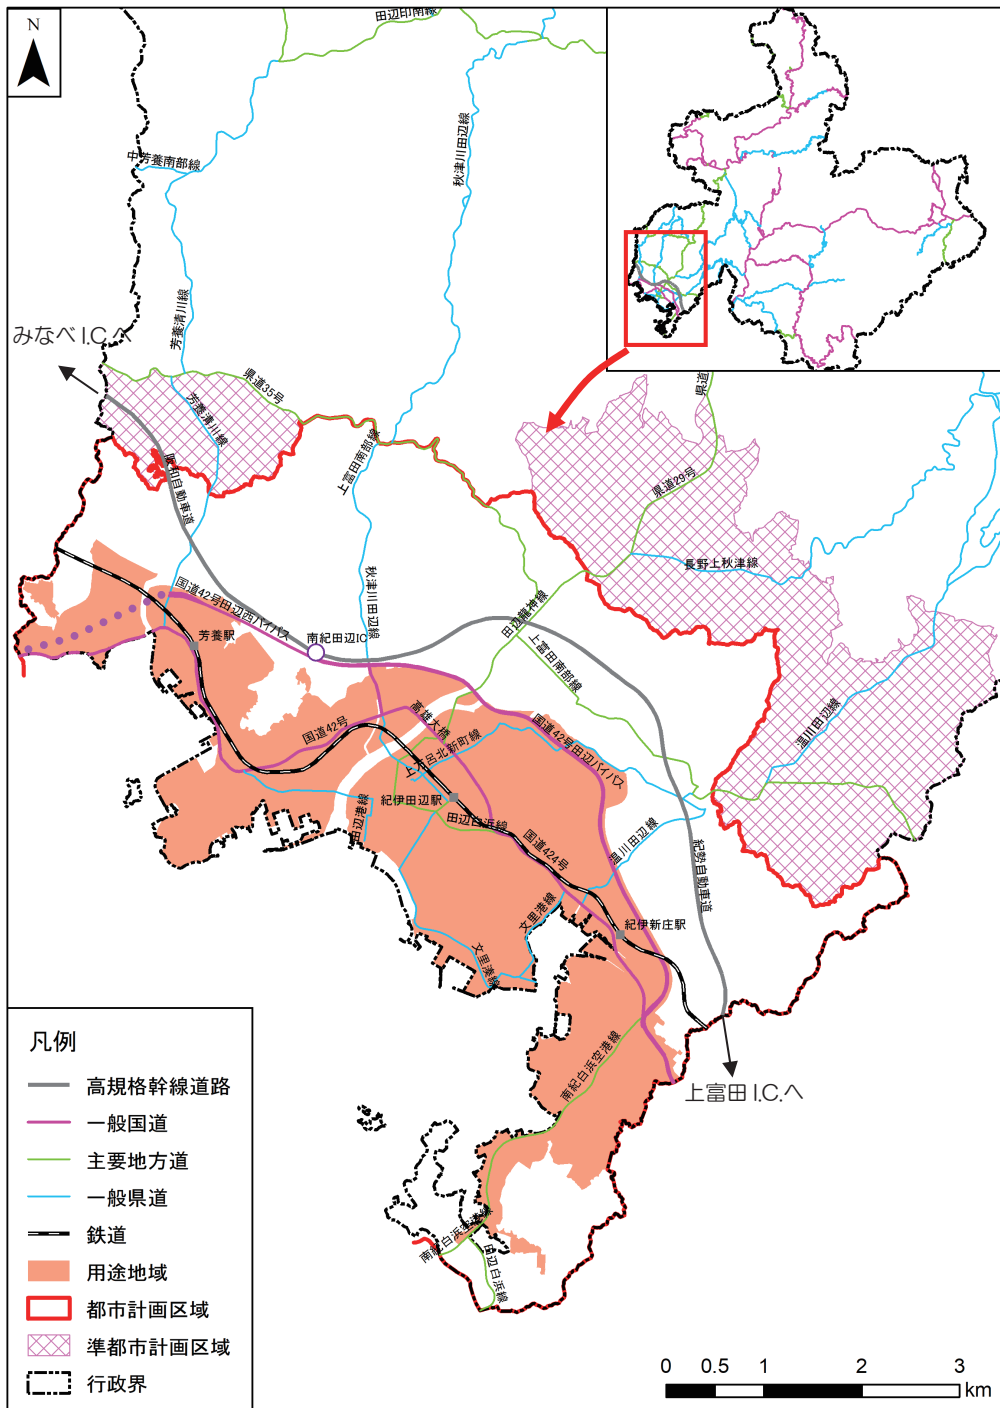 N
田辺印南線
中芳養南部線
秋津川田辺線
芳養清川線
みなべ I.C.へ
県道35号
芳養清川線
県道
上富田南部線
阪和自動車道
県道29号
長野上秋津線
秋津川田辺線
国道42号田辺西バイパス
田辺龍神線
芳養駅
南紀田辺IC
上富田南部線
高雄大橋
国道42号
国道42号田辺バイパス
温川田辺線
紀伊田辺駅
田辺港線
田辺白浜線
国道424号
温川田辺線
紀勢自動車道
文里港線
紀伊新庄駅
文里湊線
南紀白浜空港線
上富田 I.C.へ
南紀白浜空港線
田辺白浜線
凡例
高規格幹線道路
一般国道
主要地方道
一般県道
鉄道
用途地域
都市計画区域
準都市計画区域
行政界
0 0.5 1 2 3
km